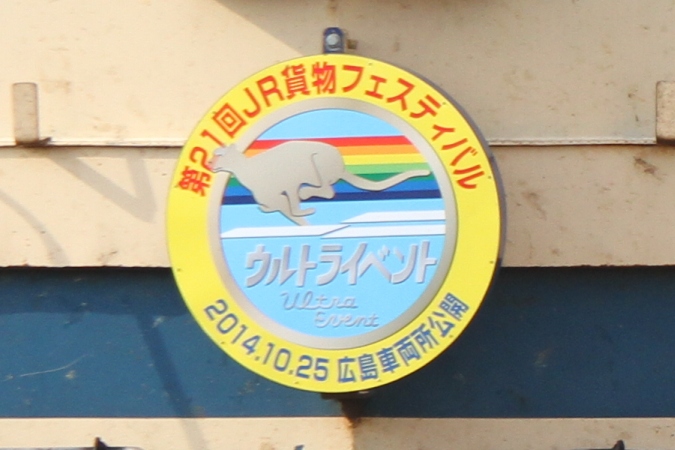 第21回JR貨物フェスティバル
ウルトライベント
Ultra
Event
2014.10.25 広島車両所公開